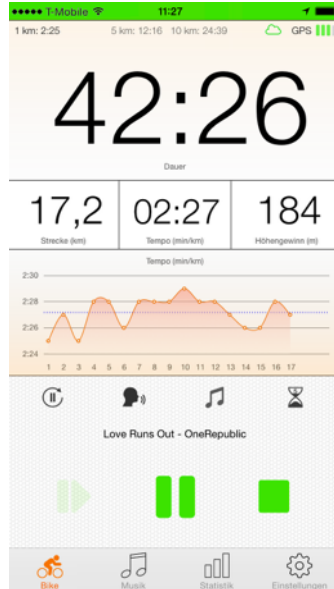 T-Mobile 11:27
1 km: 2:25 5 km: 12:16 10 km: 24:39 GPS
42:26
Dauer
17,2 02:27 184
Strecke (km) Tempo (min/km) Höhengewinn (m)
Tempo (min/km)
2:30
2:28
2:26
2:24
1 2 3 4 5 6 7 8 9 10 11 12 13 14 15 16 17
Love Runs Out - OneRepublic
Bike Musik Statistik Einstellungen